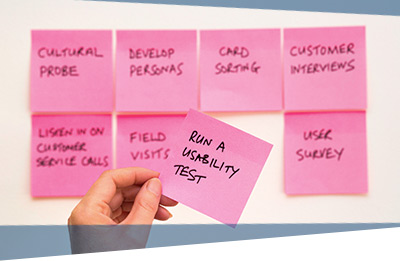 CULTURAL
PROBE
DEVELOP
PERSONAS
CARD
SORTING
CUSTOMER
INTERVIEWS
LISTEN IN ON
CUSTOMER
SERVICE CALLS
FIELD
VISITS
RUN A
USABILITY
TEST
USER
SURVEY